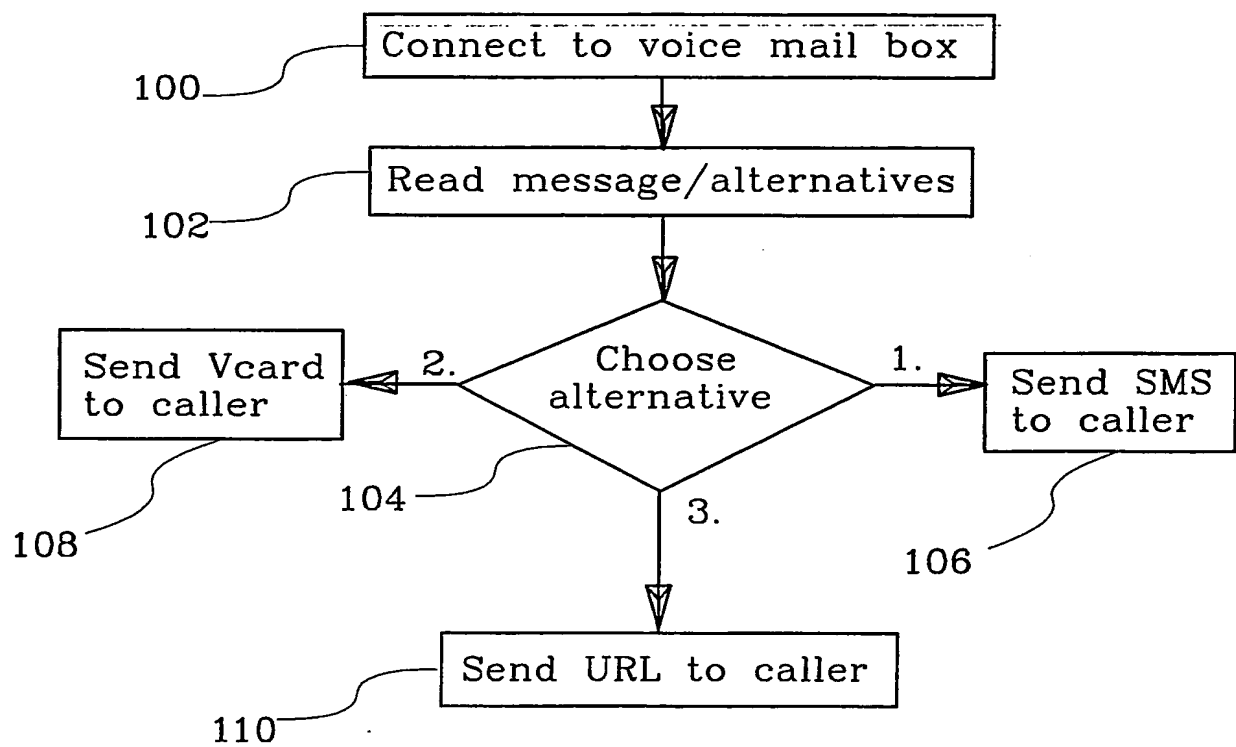 Connect to voice mail box
100
Read message/alternatives
102
Choose
alternative
2.
1.
Send Vcard
to caller
Send SMS
to caller
104
3.
108
106
Send URL to caller
110